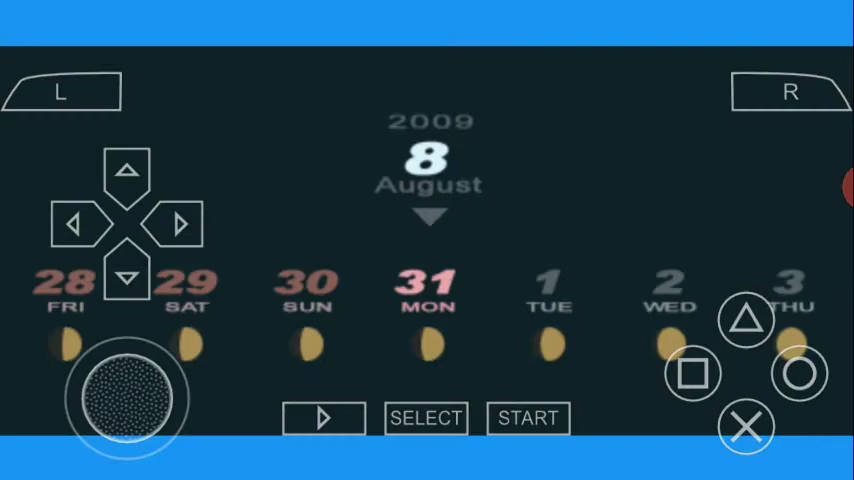 L R
2009
8
August
28 29 30 31 1 2 3
FRI SAT SUN MON TUE WED THU
SELECT START